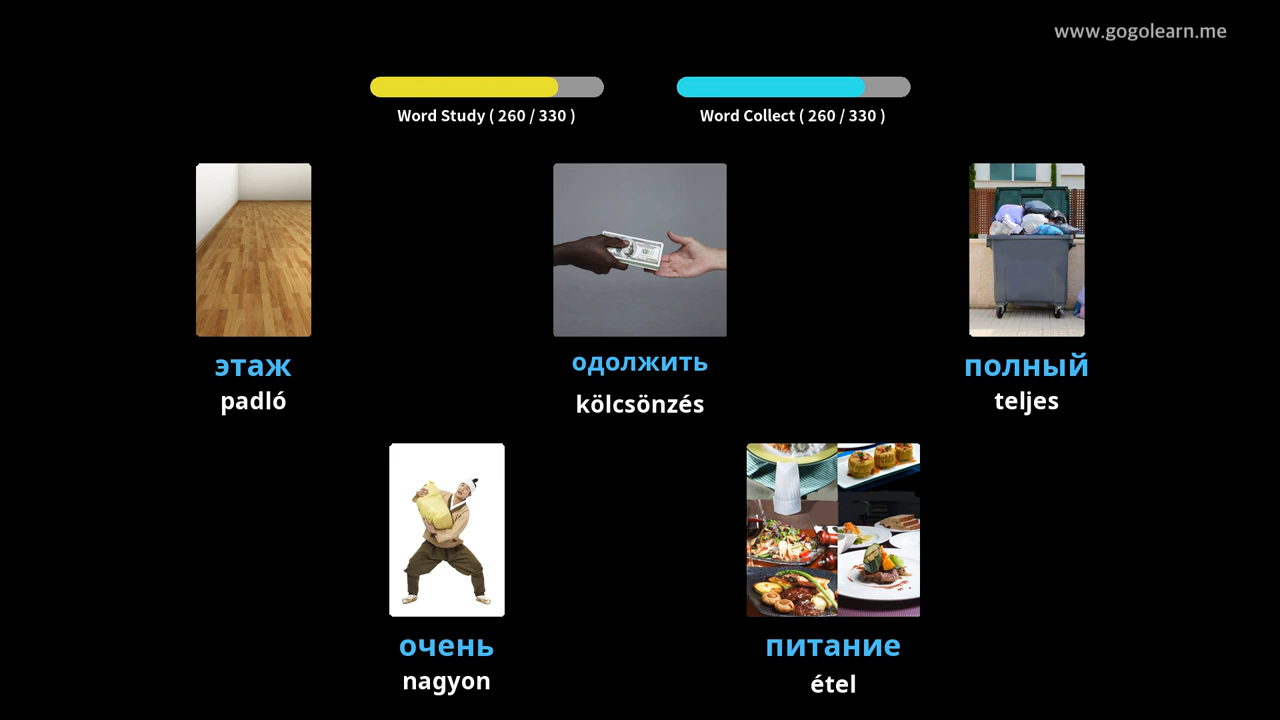 www.gogolearn.me
Word Study ( 260 / 330 )
Word Collect ( 260 / 330 )
этаж
padló
одолжить
kölcsönzés
полный
teljes
очень
nagyon
питание
étel